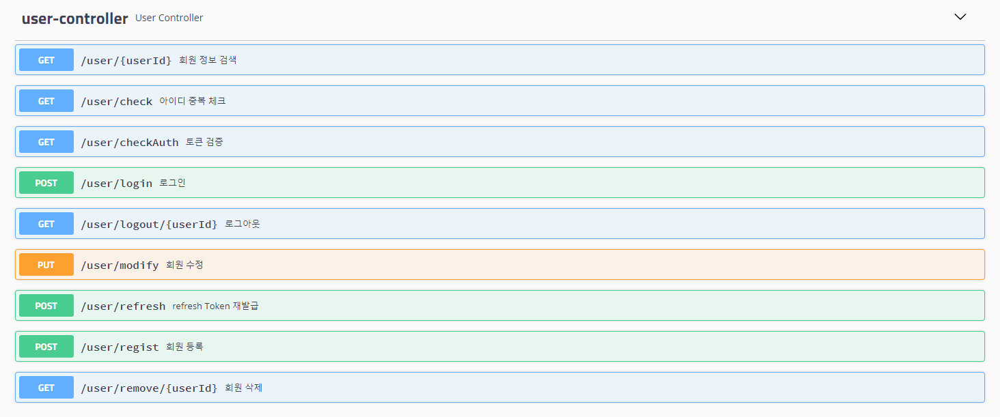 user-controller User Controller
GET /user/{userId} 회원 정보 검색
GET /user/check 아이디 중복 체크
GET /user/checkAuth 토큰 검증
POST /user/login 로그인
GET /user/logout/{userId} 로그아웃
PUT /user/modify 회원 수정
POST /user/refresh refresh Token 재발급
POST /user/regist 회원 등록
GET /user/remove/{userId} 회원 삭제